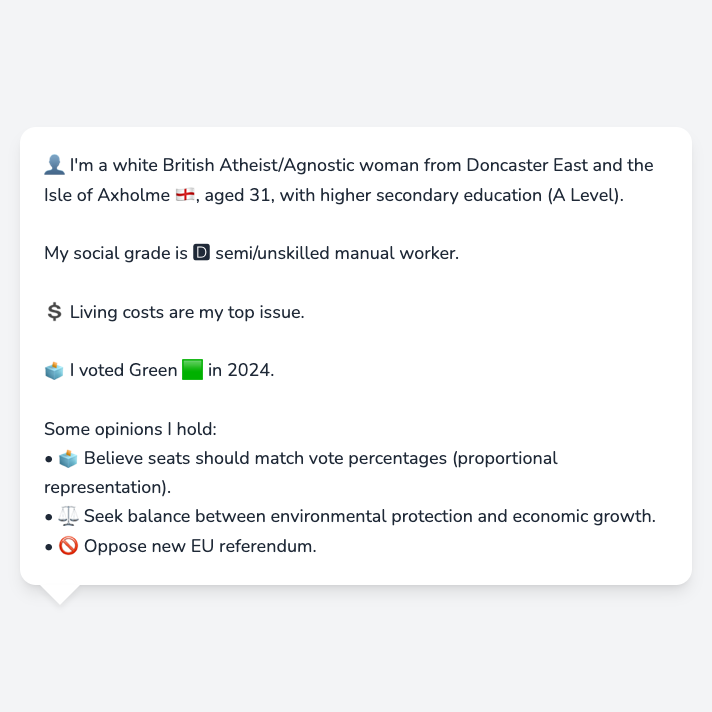 👤 I'm a white British Atheist/Agnostic woman from Doncaster East and the
Isle of Axholme 🏴󠁧󠁢󠁥󠁮󠁧󠁿, aged 31, with higher secondary education (A Level).
My social grade is 🅳 semi/unskilled manual worker.
💲 Living costs are my top issue.
🗳️ I voted Green 🟩 in 2024.
Some opinions I hold:
• 🗳️ Believe seats should match vote percentages (proportional
representation).
• ⚖️ Seek balance between environmental protection and economic growth.
• 🚫 Oppose new EU referendum.